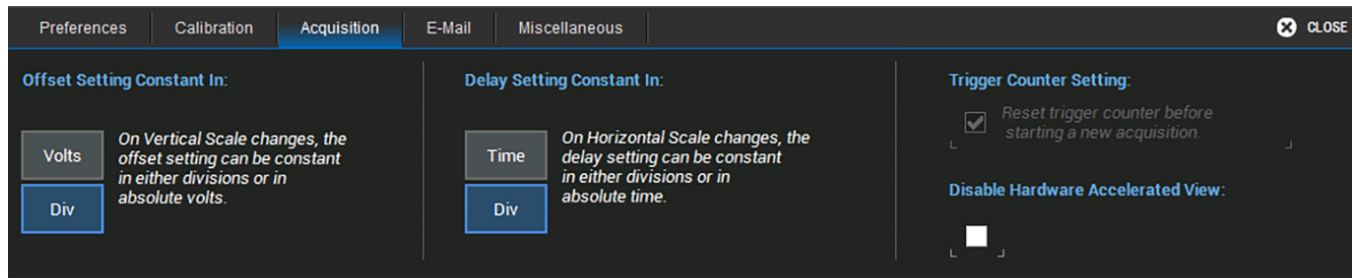 Preferences
Calibration
Acquisition
E-Mail
Miscellaneous
CLOSE
Offset Setting Constant In:
Volts
Div
On Vertical Scale changes, the
offset setting can be constant
in either divisions or in
absolute volts.
Delay Setting Constant In:
Time
Div
On Horizontal Scale changes, the
delay setting can be constant
in either divisions or in
absolute time.
Trigger Counter Setting:
Reset trigger counter before
starting a new acquisition.
Disable Hardware Accelerated View: